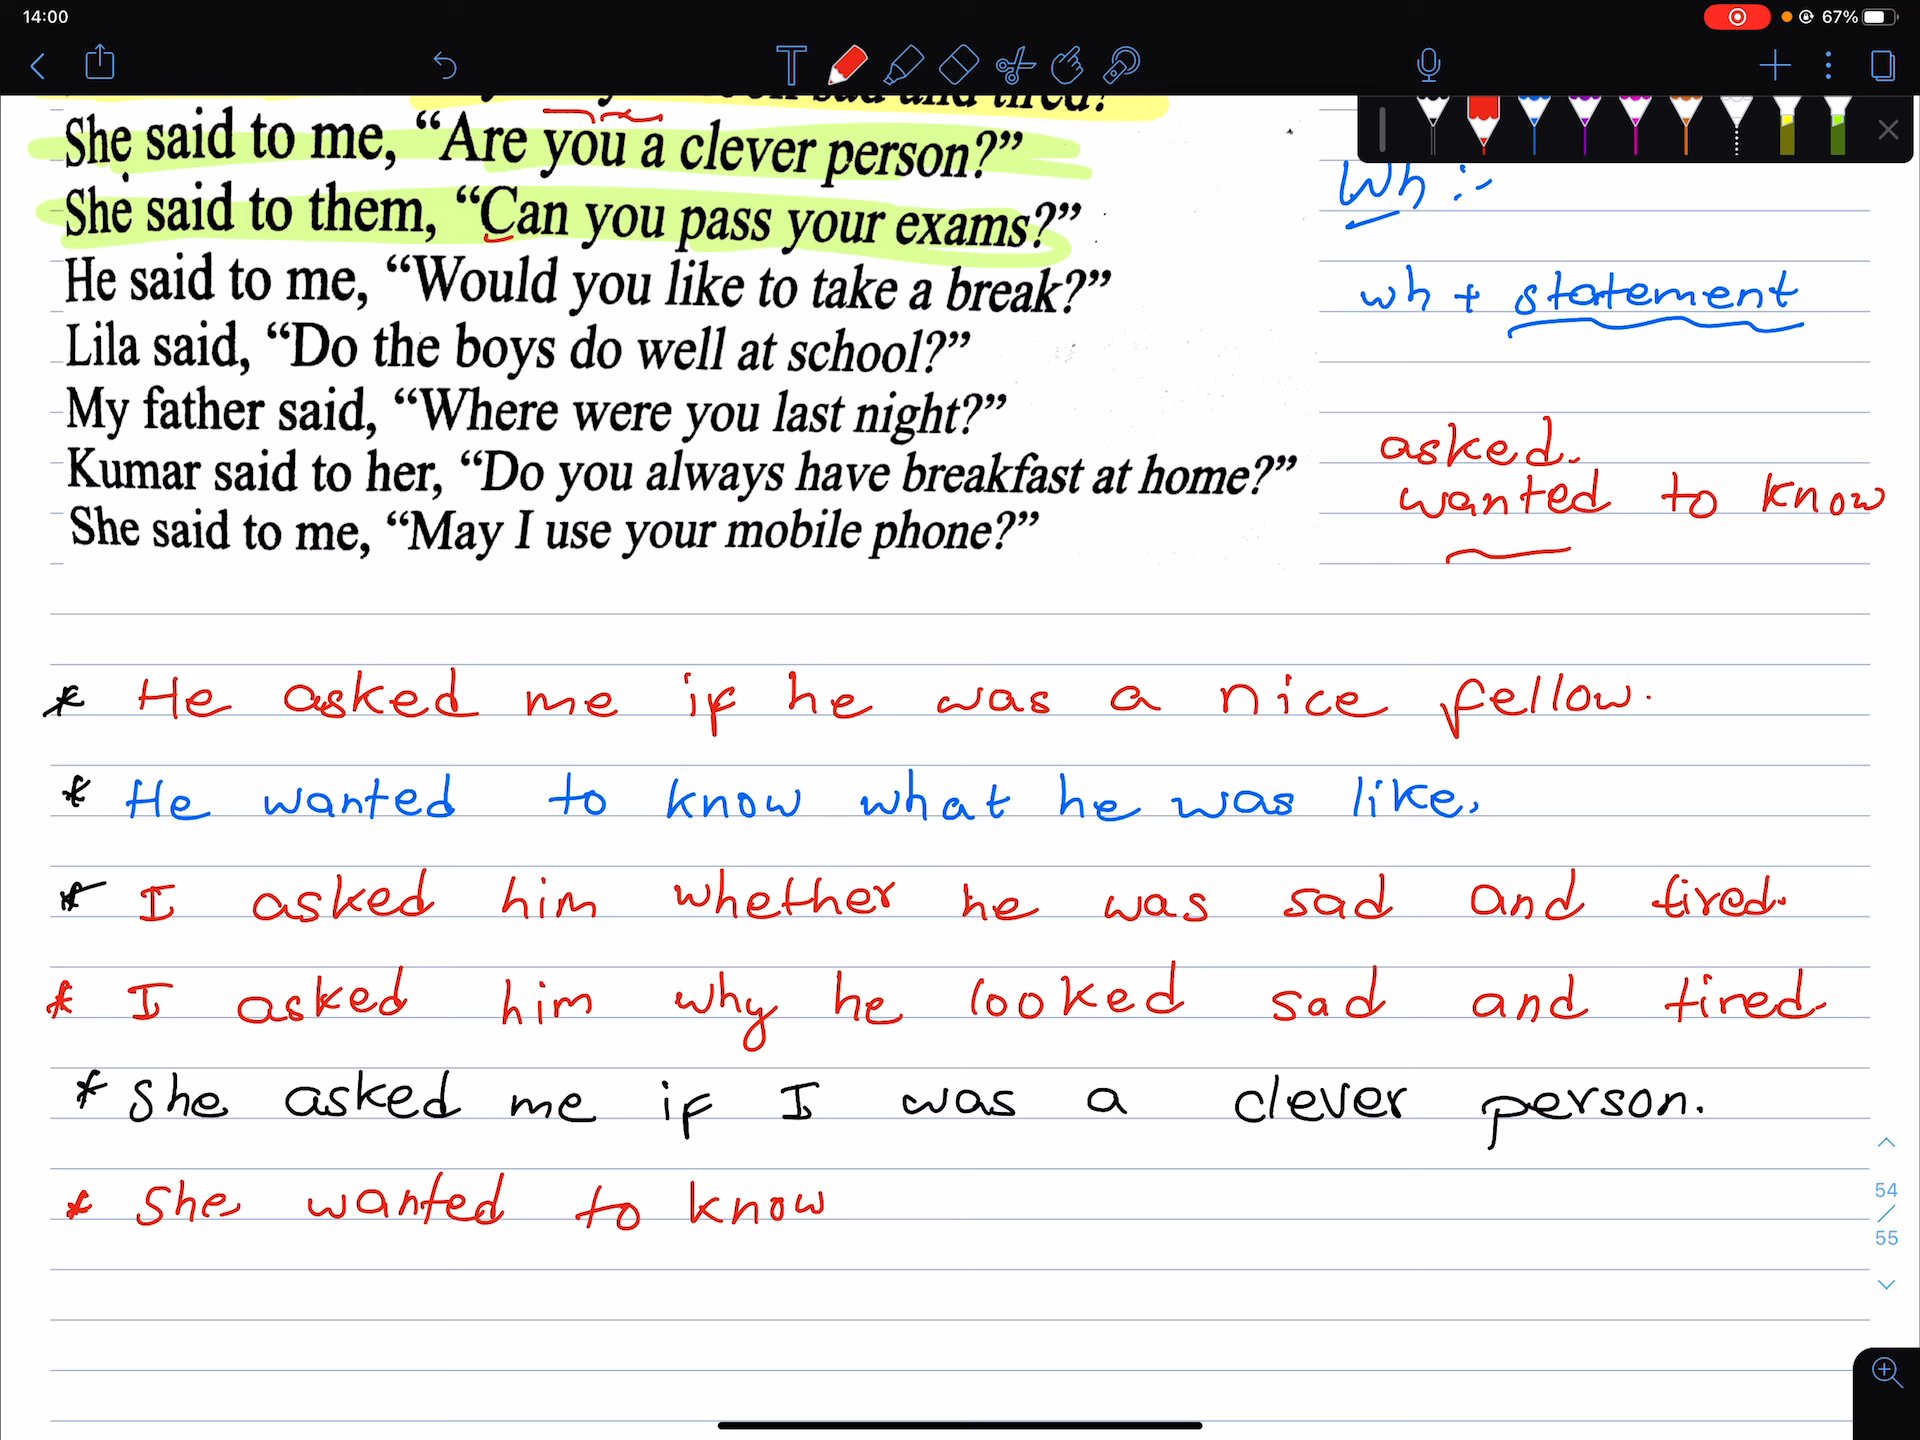 14:00
67%
sad and tired?
She said to me, “Are you a clever person?”
She said to them, “Can you pass your exams?”
He said to me, “Would you like to take a break?”
Lila said, “Do the boys do well at school?”
My father said, “Where were you last night?”
Kumar said to her, “Do you always have breakfast at home?”
She said to me, “May I use your mobile phone?”
Wh :-
wh + statement
asked.
wanted to know
* He asked me if he was a nice fellow.
* He wanted to know what he was like.
* I asked him whether he was sad and tired.
* I asked him why he looked sad and tired.
* She asked me if I was a clever person.
* She wanted to know
54
/
55